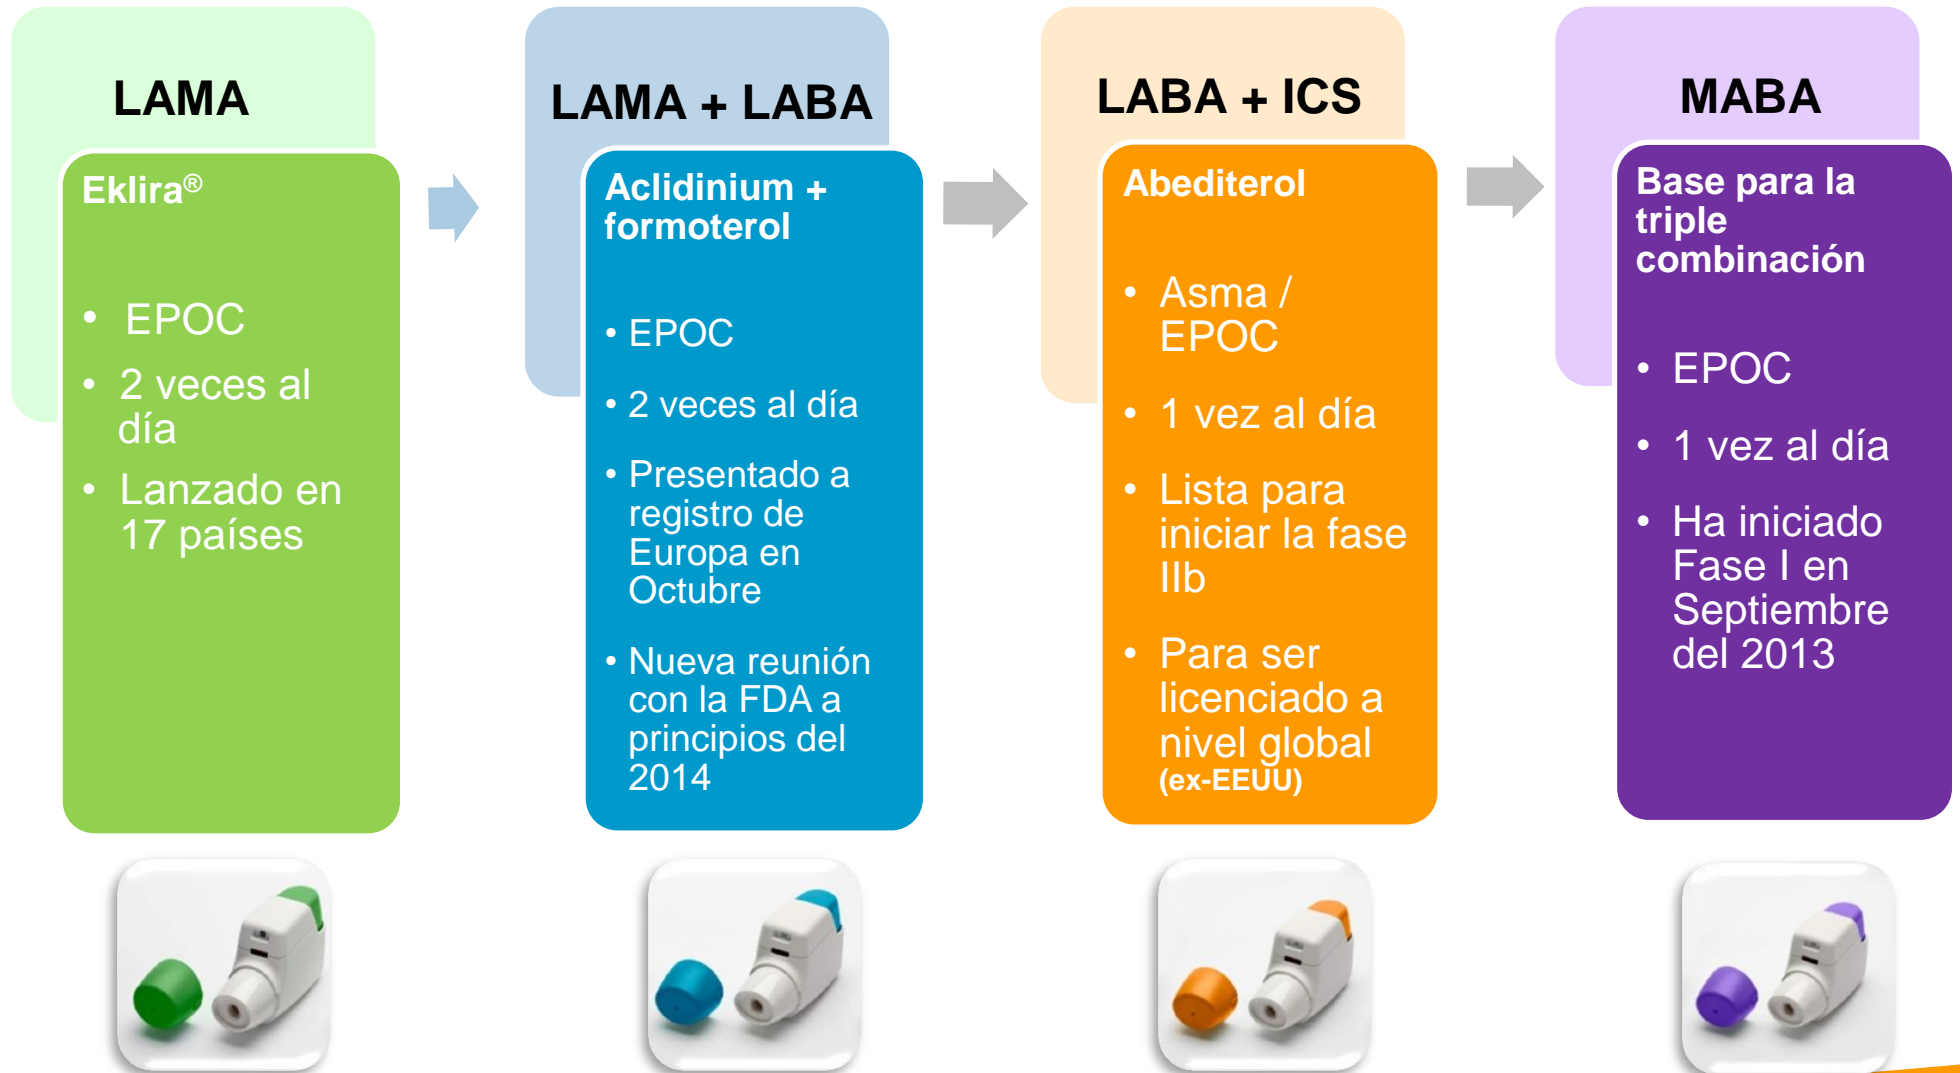 LAMA
Eklira®
• EPOC
• 2 veces al
día
• Lanzado en
17 países
LAMA + LABA
Aclidinium +
formoterol
• EPOC
• 2 veces al día
• Presentado a
registro de
Europa en
Octubre
• Nueva reunión
con la FDA a
principios del
2014
LABA + ICS
Abediterol
• Asma /
EPOC
• 1 vez al día
• Lista para
iniciar la fase
IIb
• Para ser
licenciado a
nivel global
(ex-EEUU)
MABA
Base para la
triple
combinación
• EPOC
• 1 vez al día
• Ha iniciado
Fase I en
Septiembre
del 2013